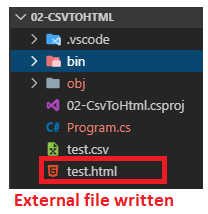 02-CSVTOHTML
.vscode
bin
obj
02-CsvToHtml.csproj
Program.cs
test.csv
test.html
External file written